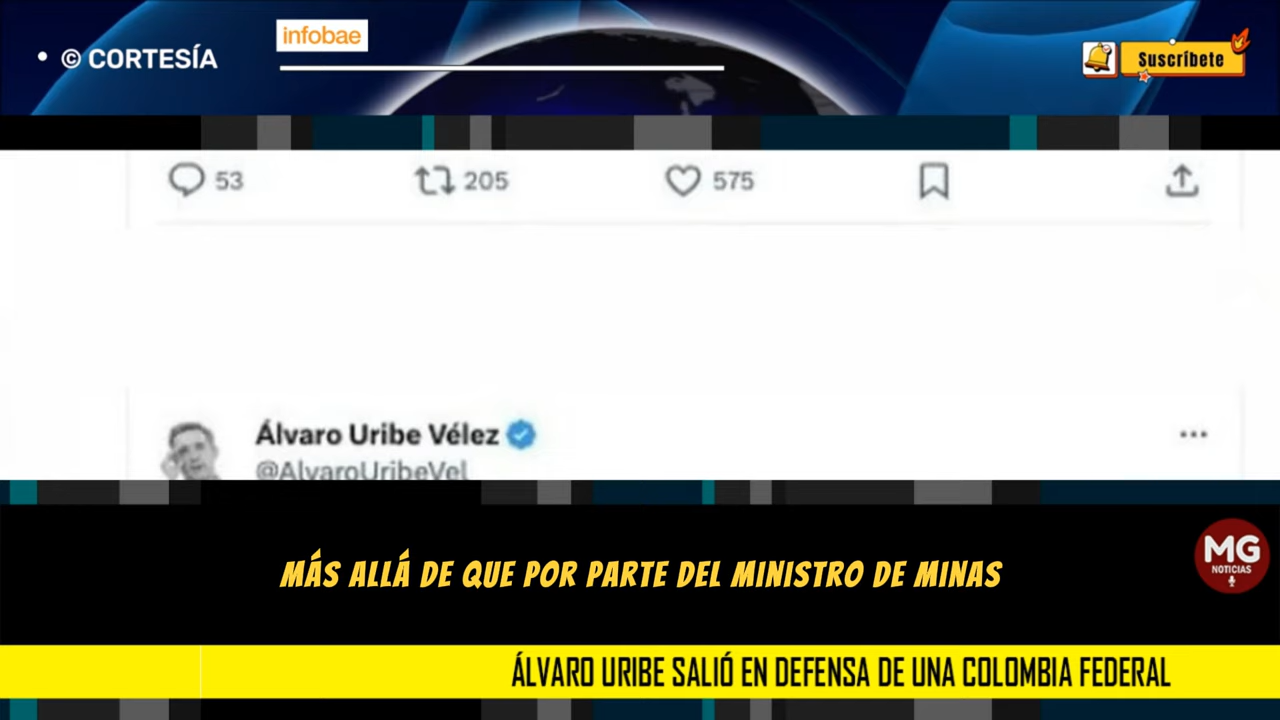 infobae
• © CORTESÍA
Suscríbete
53 205 575
Álvaro Uribe Vélez
@AlvaroUribeVel
MÁS ALLÁ DE QUE POR PARTE DEL MINISTRO DE MINAS
MG
NOTICIAS
ÁLVARO URIBE SALIÓ EN DEFENSA DE UNA COLOMBIA FEDERAL